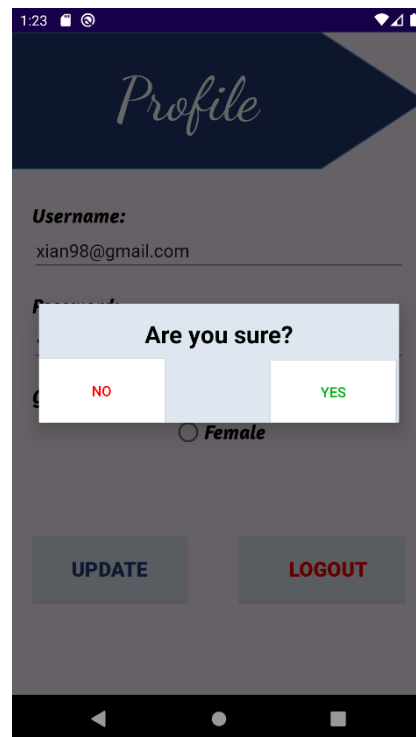 1:23
Profile
Username:
xian98@gmail.com
Are you sure?
NO YES
Female
UPDATE LOGOUT